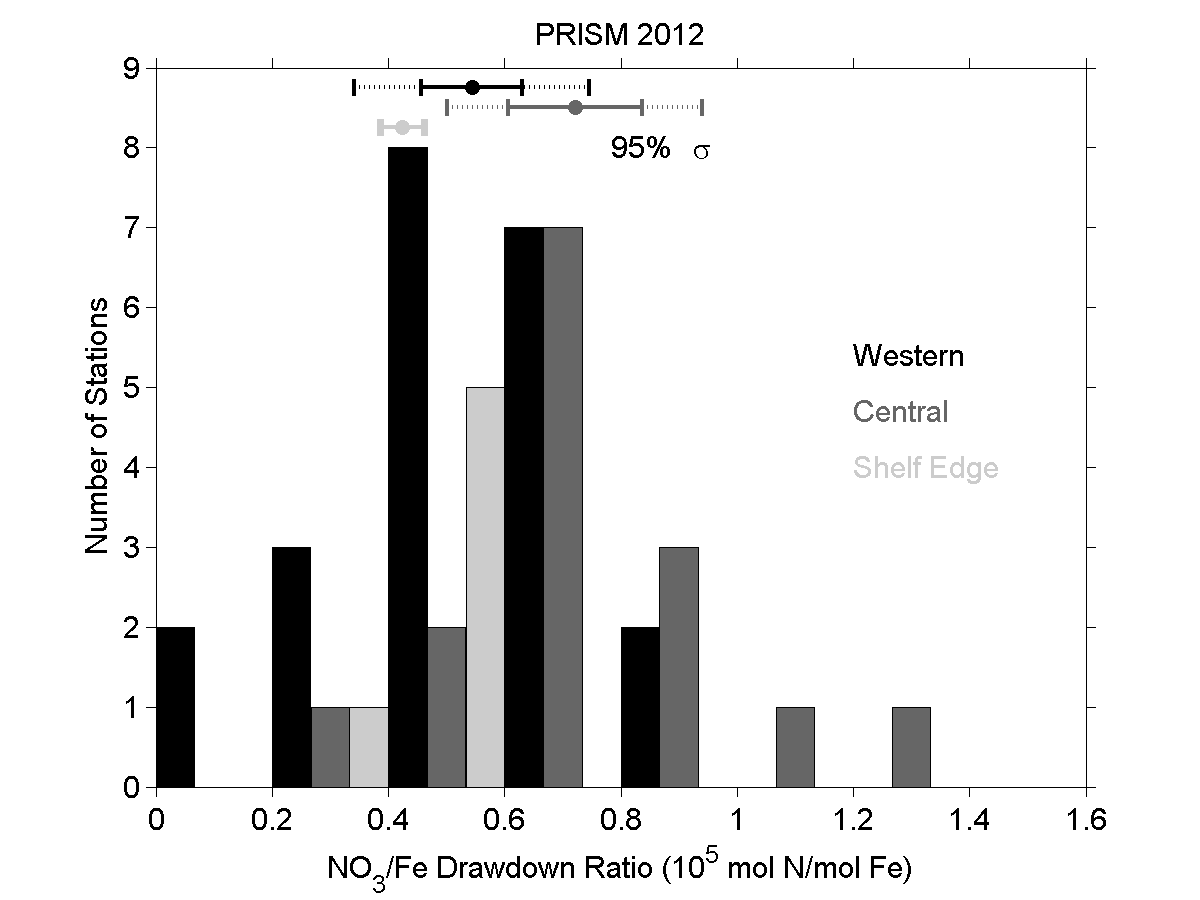 PRISM 2012
9
8
7
6
5
4
3
2
1
0
Number of Stations
95% σ
Western
Central
Shelf Edge
0 0.2 0.4 0.6 0.8 1 1.2 1.4 1.6
NO3/Fe Drawdown Ratio (10^5 mol N/mol Fe)